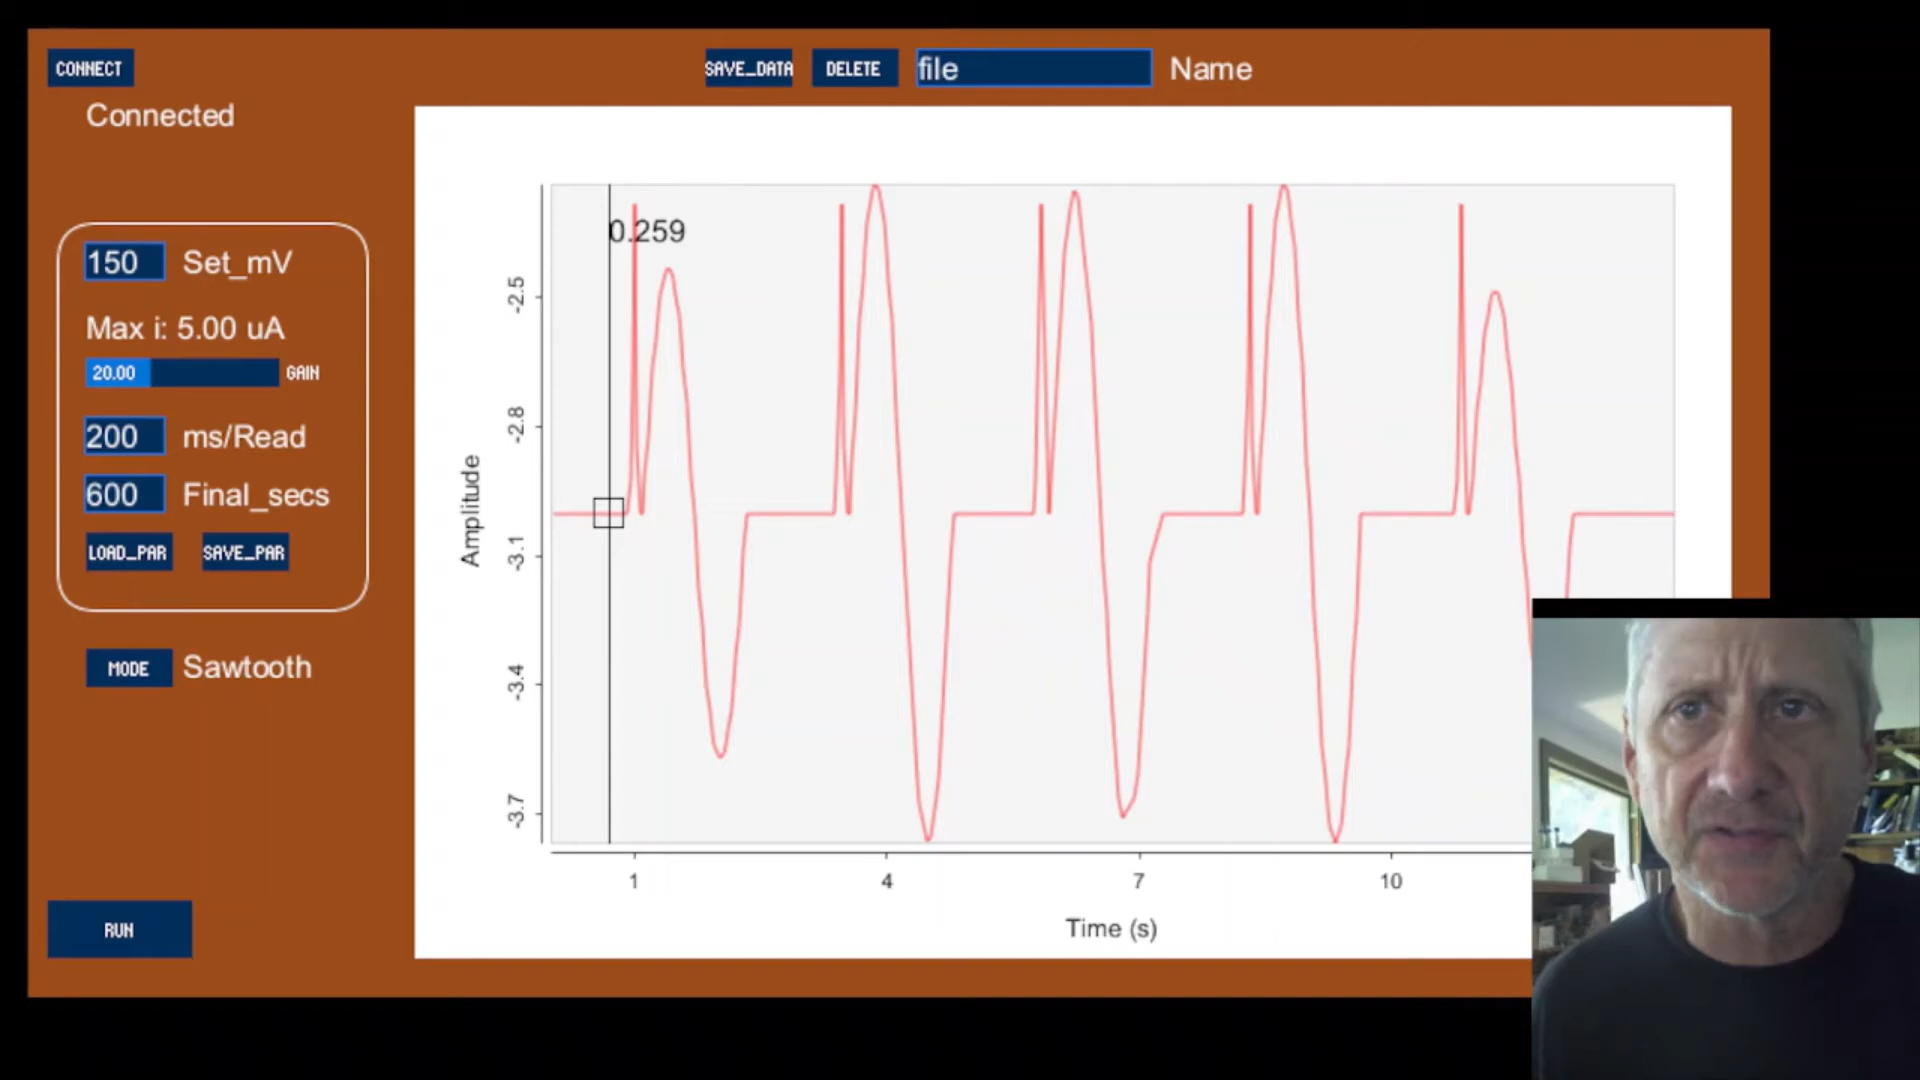 CONNECT
SAVE_DATA
DELETE
file
Name
Connected
150
Set_mV
Max i: 5.00 uA
20.00
GAIN
200
ms/Read
600
Final_secs
LOAD_PAR
SAVE_PAR
MODE
Sawtooth
RUN
0.259
Amplitude
-2.5
-2.8
-3.1
-3.4
-3.7
1
4
7
10
Time (s)